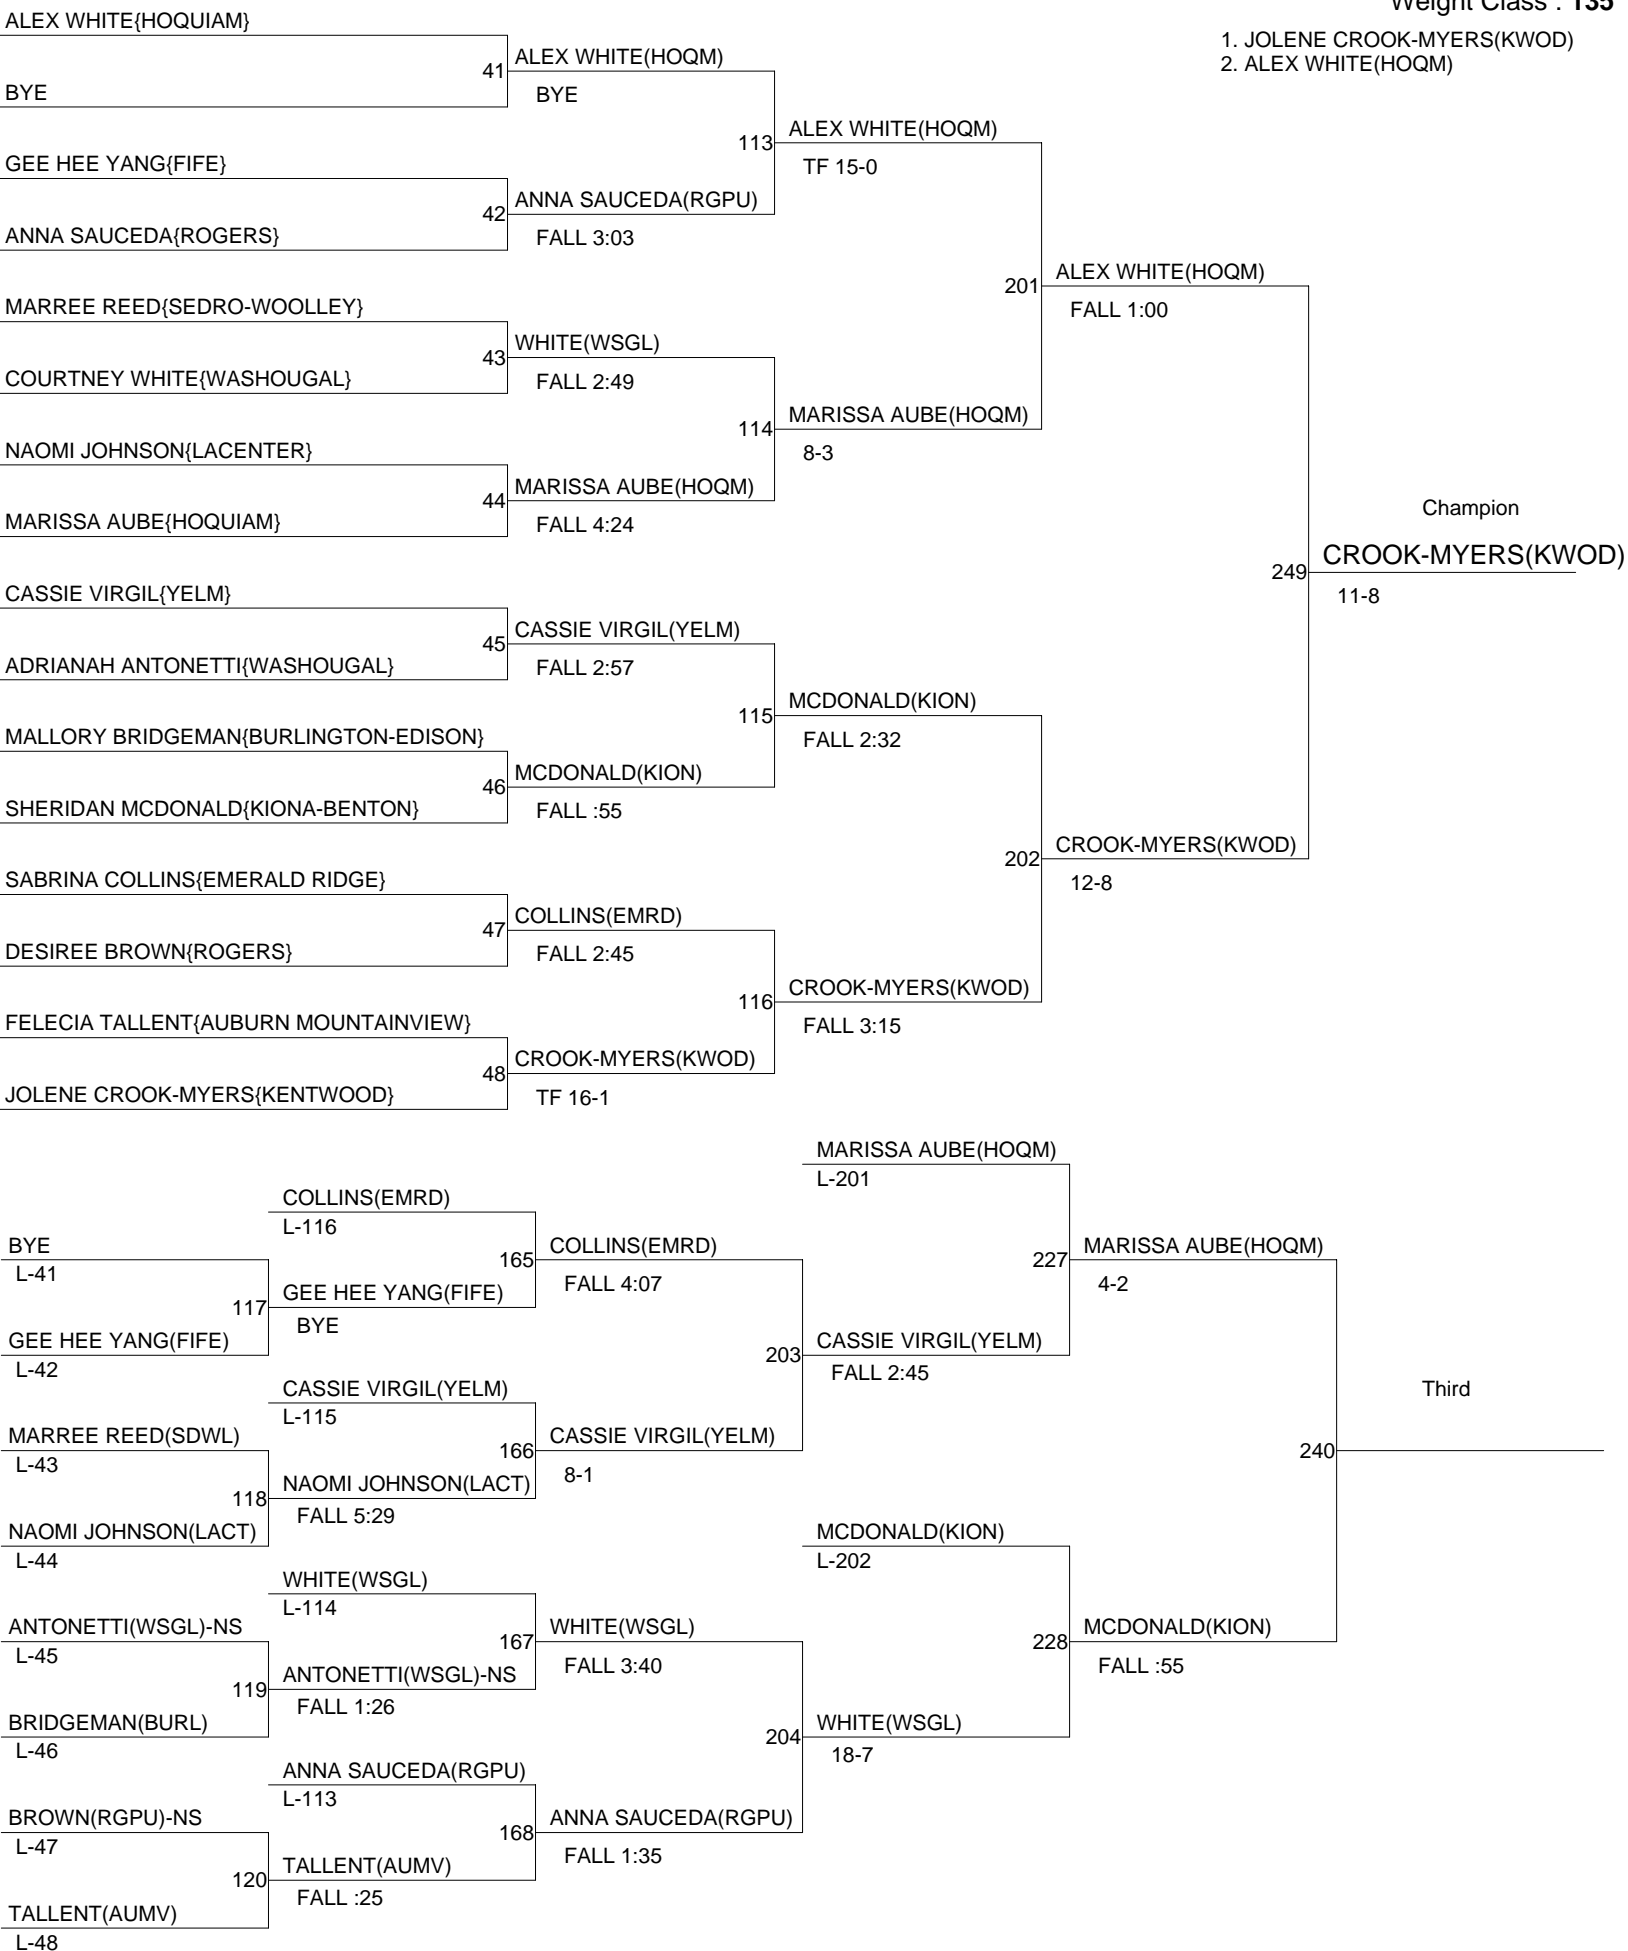 Weight Class : 135
1. JOLENE CROOK-MYERS(KWOD)
2. ALEX WHITE(HOQM)
ALEX WHITE{HOQUIAM}
BYE
41
ALEX WHITE(HOQM)
BYE
GEE HEE YANG{FIFE}
ANNA SAUCEDA{ROGERS}
42
ANNA SAUCEDA(RGPU)
FALL 3:03
113
ALEX WHITE(HOQM)
TF 15-0
MARREE REED{SEDRO-WOOLLEY}
COURTNEY WHITE{WASHOUGAL}
43
WHITE(WSGL)
FALL 2:49
NAOMI JOHNSON{LACENTER}
MARISSA AUBE{HOQUIAM}
44
MARISSA AUBE(HOQM)
FALL 4:24
114
MARISSA AUBE(HOQM)
8-3
201
ALEX WHITE(HOQM)
FALL 1:00
CASSIE VIRGIL{YELM}
ADRIANAH ANTONETTI{WASHOUGAL}
45
CASSIE VIRGIL(YELM)
FALL 2:57
MALLORY BRIDGEMAN{BURLINGTON-EDISON}
SHERIDAN MCDONALD{KIONA-BENTON}
46
MCDONALD(KION)
FALL :55
115
MCDONALD(KION)
FALL 2:32
SABRINA COLLINS{EMERALD RIDGE}
DESIREE BROWN{ROGERS}
47
COLLINS(EMRD)
FALL 2:45
FELECIA TALLENT{AUBURN MOUNTAINVIEW}
JOLENE CROOK-MYERS{KENTWOOD}
48
CROOK-MYERS(KWOD)
TF 16-1
116
CROOK-MYERS(KWOD)
FALL 3:15
202
CROOK-MYERS(KWOD)
12-8
Champion
249
CROOK-MYERS(KWOD)
11-8
BYE
L-41
GEE HEE YANG(FIFE)
L-42
117
COLLINS(EMRD)
L-116
GEE HEE YANG(FIFE)
BYE
165
COLLINS(EMRD)
FALL 4:07
MARREE REED(SDWL)
L-43
NAOMI JOHNSON(LACT)
L-44
118
CASSIE VIRGIL(YELM)
L-115
NAOMI JOHNSON(LACT)
FALL 5:29
166
CASSIE VIRGIL(YELM)
8-1
203
MARISSA AUBE(HOQM)
L-201
CASSIE VIRGIL(YELM)
FALL 2:45
227
MARISSA AUBE(HOQM)
4-2
ANTONETTI(WSGL)-NS
L-45
BRIDGEMAN(BURL)
L-46
119
WHITE(WSGL)
L-114
ANTONETTI(WSGL)-NS
FALL 1:26
167
WHITE(WSGL)
FALL 3:40
BROWN(RGPU)-NS
L-47
TALLENT(AUMV)
L-48
120
ANNA SAUCEDA(RGPU)
L-113
TALLENT(AUMV)
FALL :25
168
ANNA SAUCEDA(RGPU)
FALL 1:35
204
MCDONALD(KION)
L-202
WHITE(WSGL)
18-7
228
MCDONALD(KION)
FALL :55
Third
240